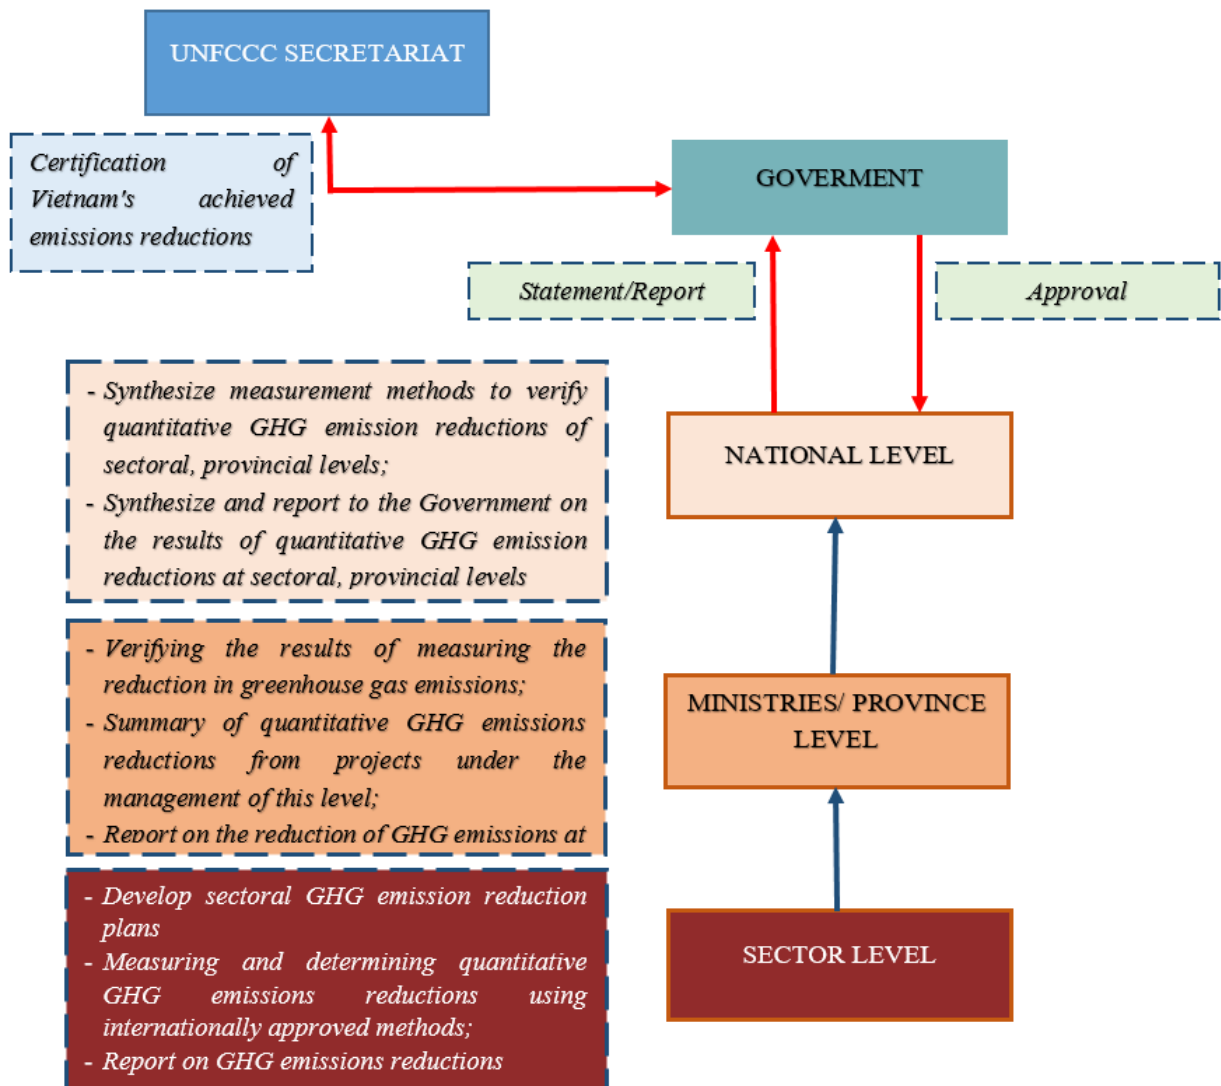 UNFCCC SECRETARIAT
Certification of
Vietnam's achieved
emissions reductions
GOVERMENT
Statement/Report
Approval
- Synthesize measurement methods to verify
quantitative GHG emission reductions of
sectoral, provincial levels;
- Synthesize and report to the Government on
the results of quantitative GHG emission
reductions at sectoral, provincial levels
NATIONAL LEVEL
- Verifying the results of measuring the
reduction in greenhouse gas emissions;
- Summary of quantitative GHG emissions
reductions from projects under the
management of this level;
- Report on the reduction of GHG emissions at
MINISTRIES/ PROVINCE
LEVEL
- Develop sectoral GHG emission reduction
plans
- Measuring and determining quantitative
GHG emissions reductions using
internationally approved methods;
- Report on GHG emissions reductions
SECTOR LEVEL